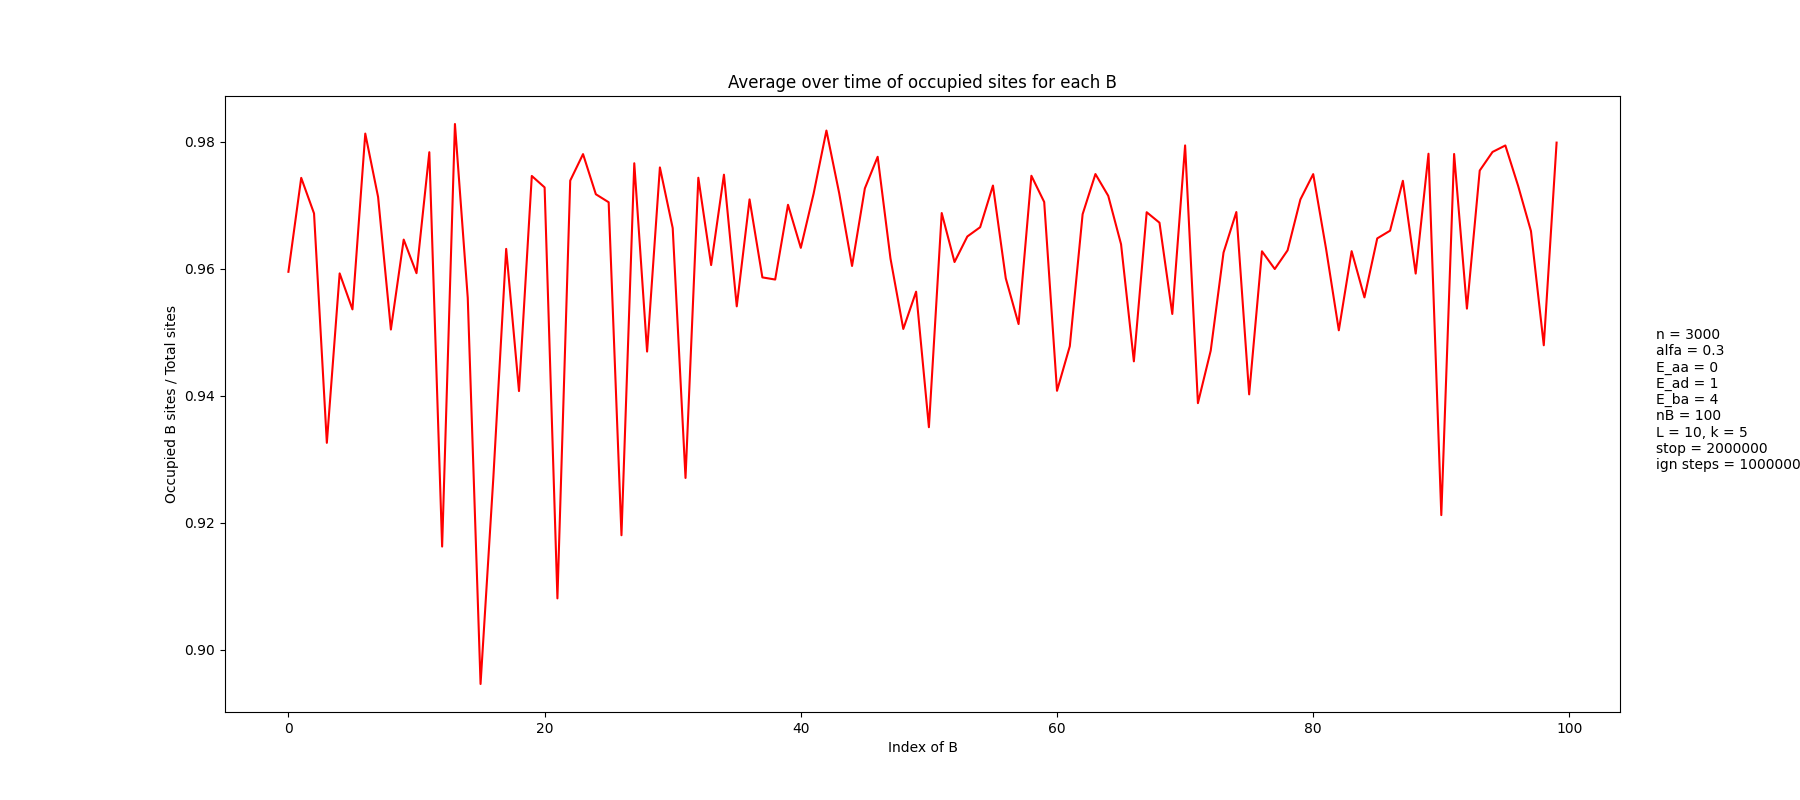 Average over time of occupied sites for each B
Occupied B sites / Total sites
0.98
0.96
0.94
0.92
0.90
0
20
40
60
80
100
Index of B
n = 3000
alfa = 0.3
E_aa = 0
E_ad = 1
E_ba = 4
nB = 100
L = 10, k = 5
stop = 2000000
ign steps = 1000000